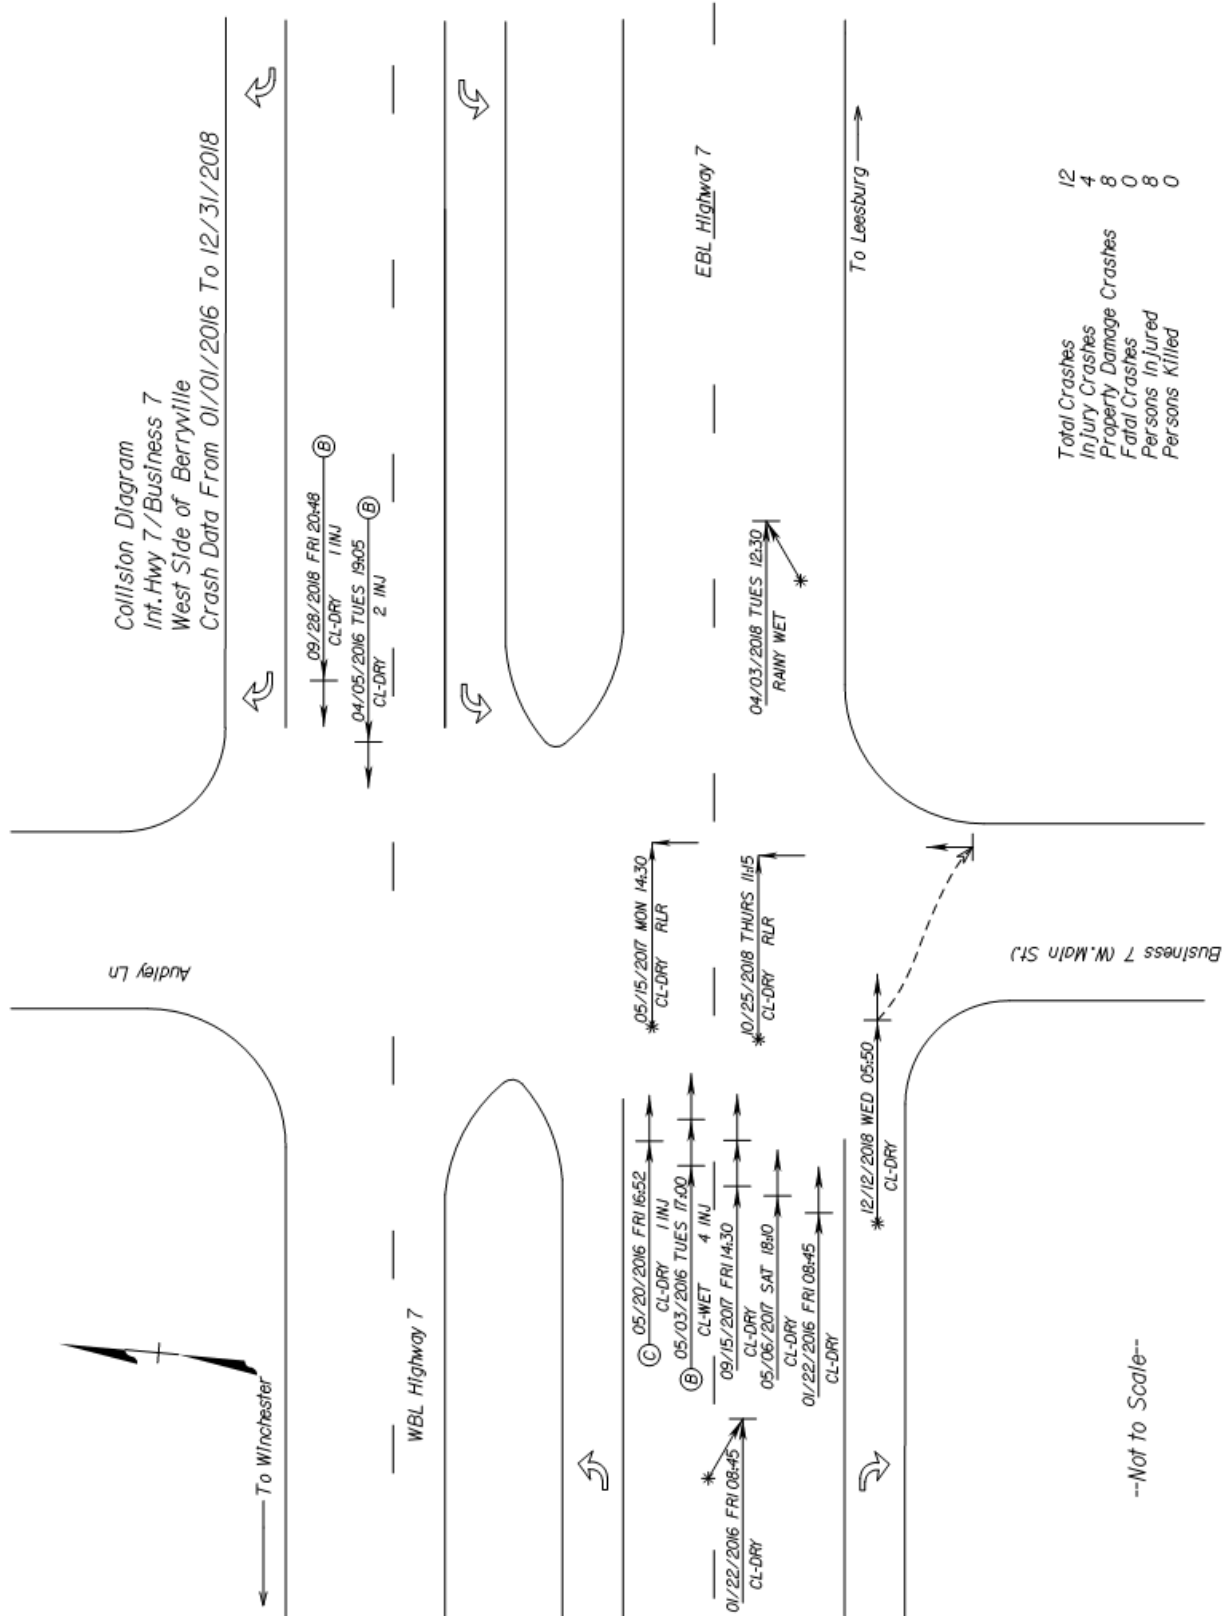 Collision Diagram
Int. Hwy 7/Business 7
West Side of Berryville
Crash Data From 01/01/2016 To 12/31/2018
09/28/2018 FRI 20:48
CL-DRY 1 INJ
B
04/05/2016 TUES 19:05
CL-DRY 2 INJ
B
Audley Ln
To Winchester
WBL Highway 7
EBL Highway 7
To Leesburg
04/03/2018 TUES 12:30
RAINY WET
05/15/2017 MON 14:30
CL-DRY RLR
10/25/2018 THURS 11:15
CL-DRY RLR
C
05/20/2016 FRI 16:52
CL-DRY 1 INJ
B
05/03/2016 TUES 17:00
CL-WET 4 INJ
09/15/2017 FRI 14:30
CL-DRY
05/06/2017 SAT 18:10
CL-DRY
01/22/2016 FRI 08:45
CL-DRY
01/22/2016 FRI 08:45
CL-DRY
12/12/2018 WED 05:50
CL-DRY
Business 7 (W. Main St.)
Total Crashes 12
Injury Crashes 4
Property Damage Crashes 8
Fatal Crashes 0
Persons Injured 8
Persons Killed 0
--Not to Scale--